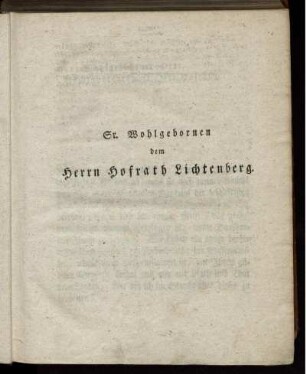 Sr. Wohlgebornen
dem
Herrn Hofrath Lichtenberg.